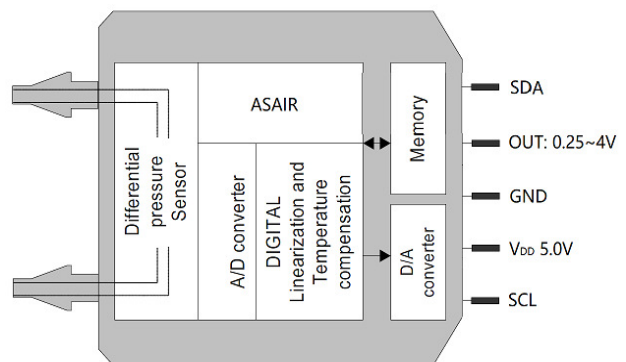 Differential
pressure
Sensor
ASAIR
A/D converter
DIGITAL
Linearization and
Temperature
compensation
Memory
D/A
converter
SDA
OUT: 0.25~4V
GND
VDD 5.0V
SCL